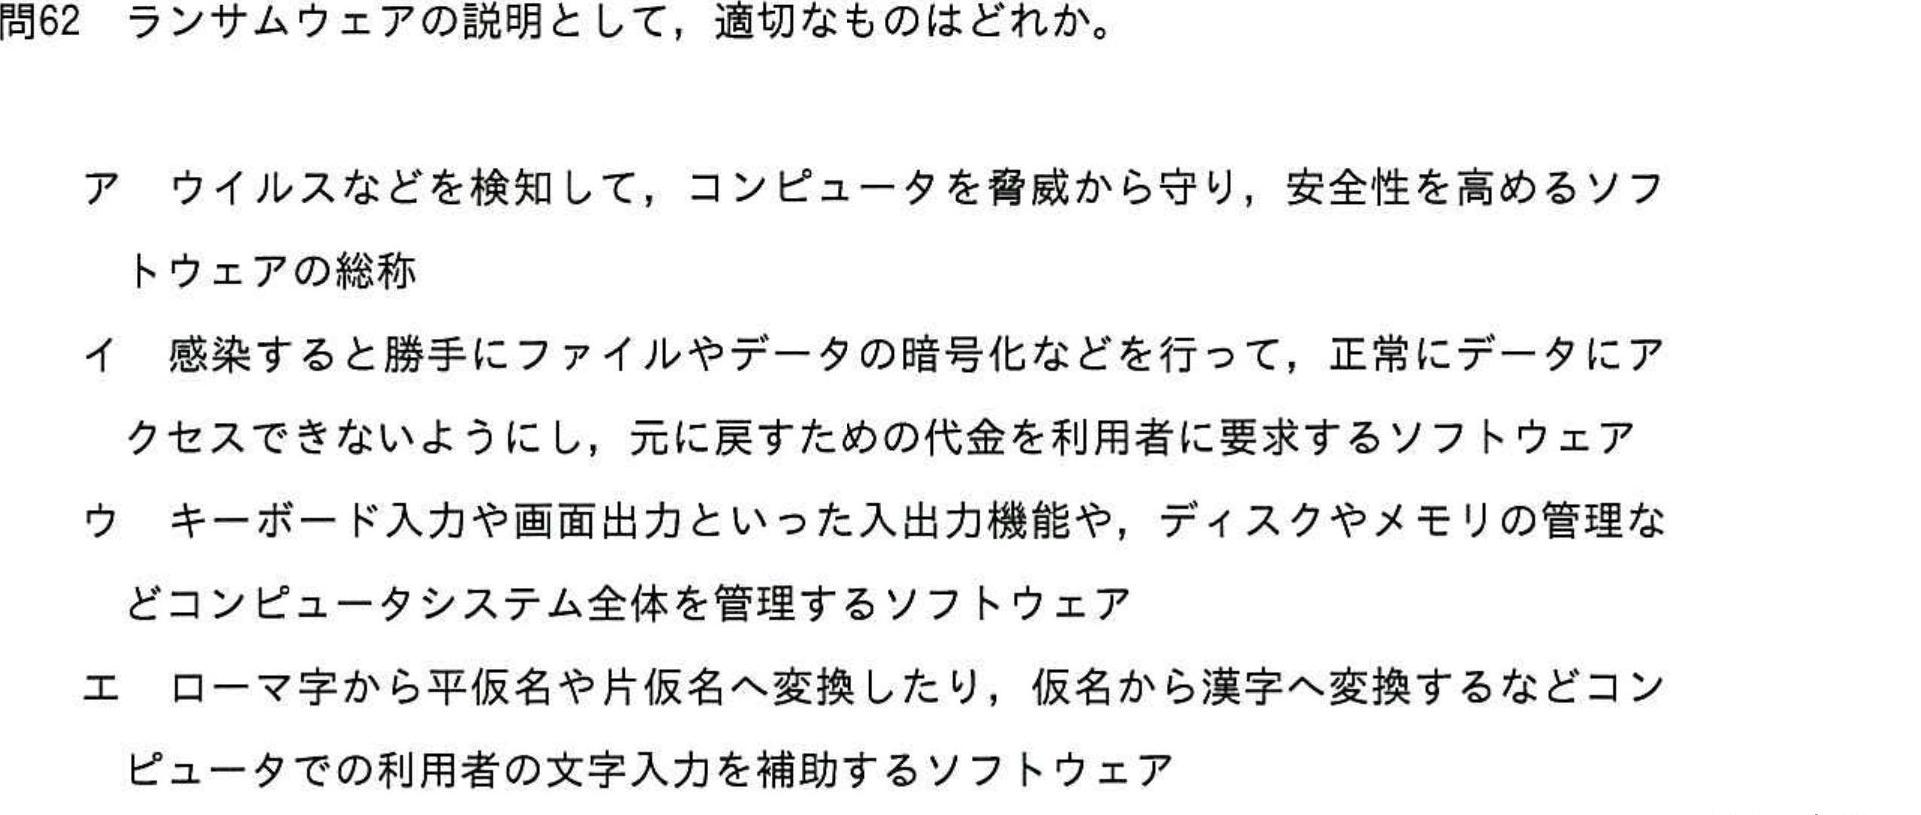 問62　ランサムウェアの説明として，適切なものはどれか。
ア　ウイルスなどを検知して，コンピュータを脅威から守り，安全性を高めるソフ
トウェアの総称
イ　感染すると勝手にファイルやデータの暗号化などを行って，正常にデータにア
クセスできないようにし，元に戻すための代金を利用者に要求するソフトウェア
ウ　キーボード入力や画面出力といった入出力機能や，ディスクやメモリの管理な
どコンピュータシステム全体を管理するソフトウェア
エ　ローマ字から平仮名や片仮名へ変換したり，仮名から漢字へ変換するなどコン
ピュータでの利用者の文字入力を補助するソフトウェア